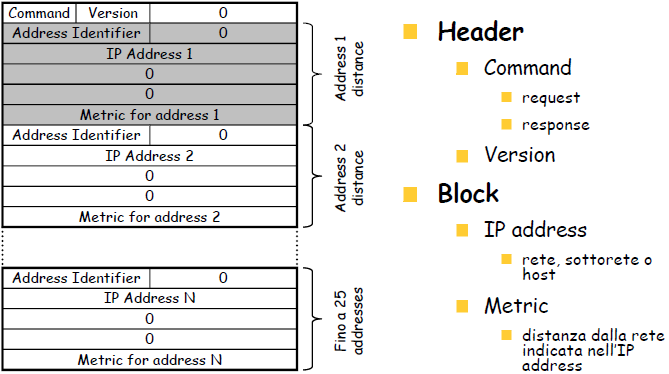 Command Version 0
Address Identifier 0
IP Address 1
0
0
Metric for address 1
Address Identifier 0
IP Address 2
0
0
Metric for address 2
Address Identifier 0
IP Address N
0
0
Metric for address N
Address 1
distance
Address 2
distance
Fino a 25
addresses
Header
Command
request
response
Version
Block
IP address
rete, sottorete o
host
Metric
distanza dalla rete
indicata nell'IP
address